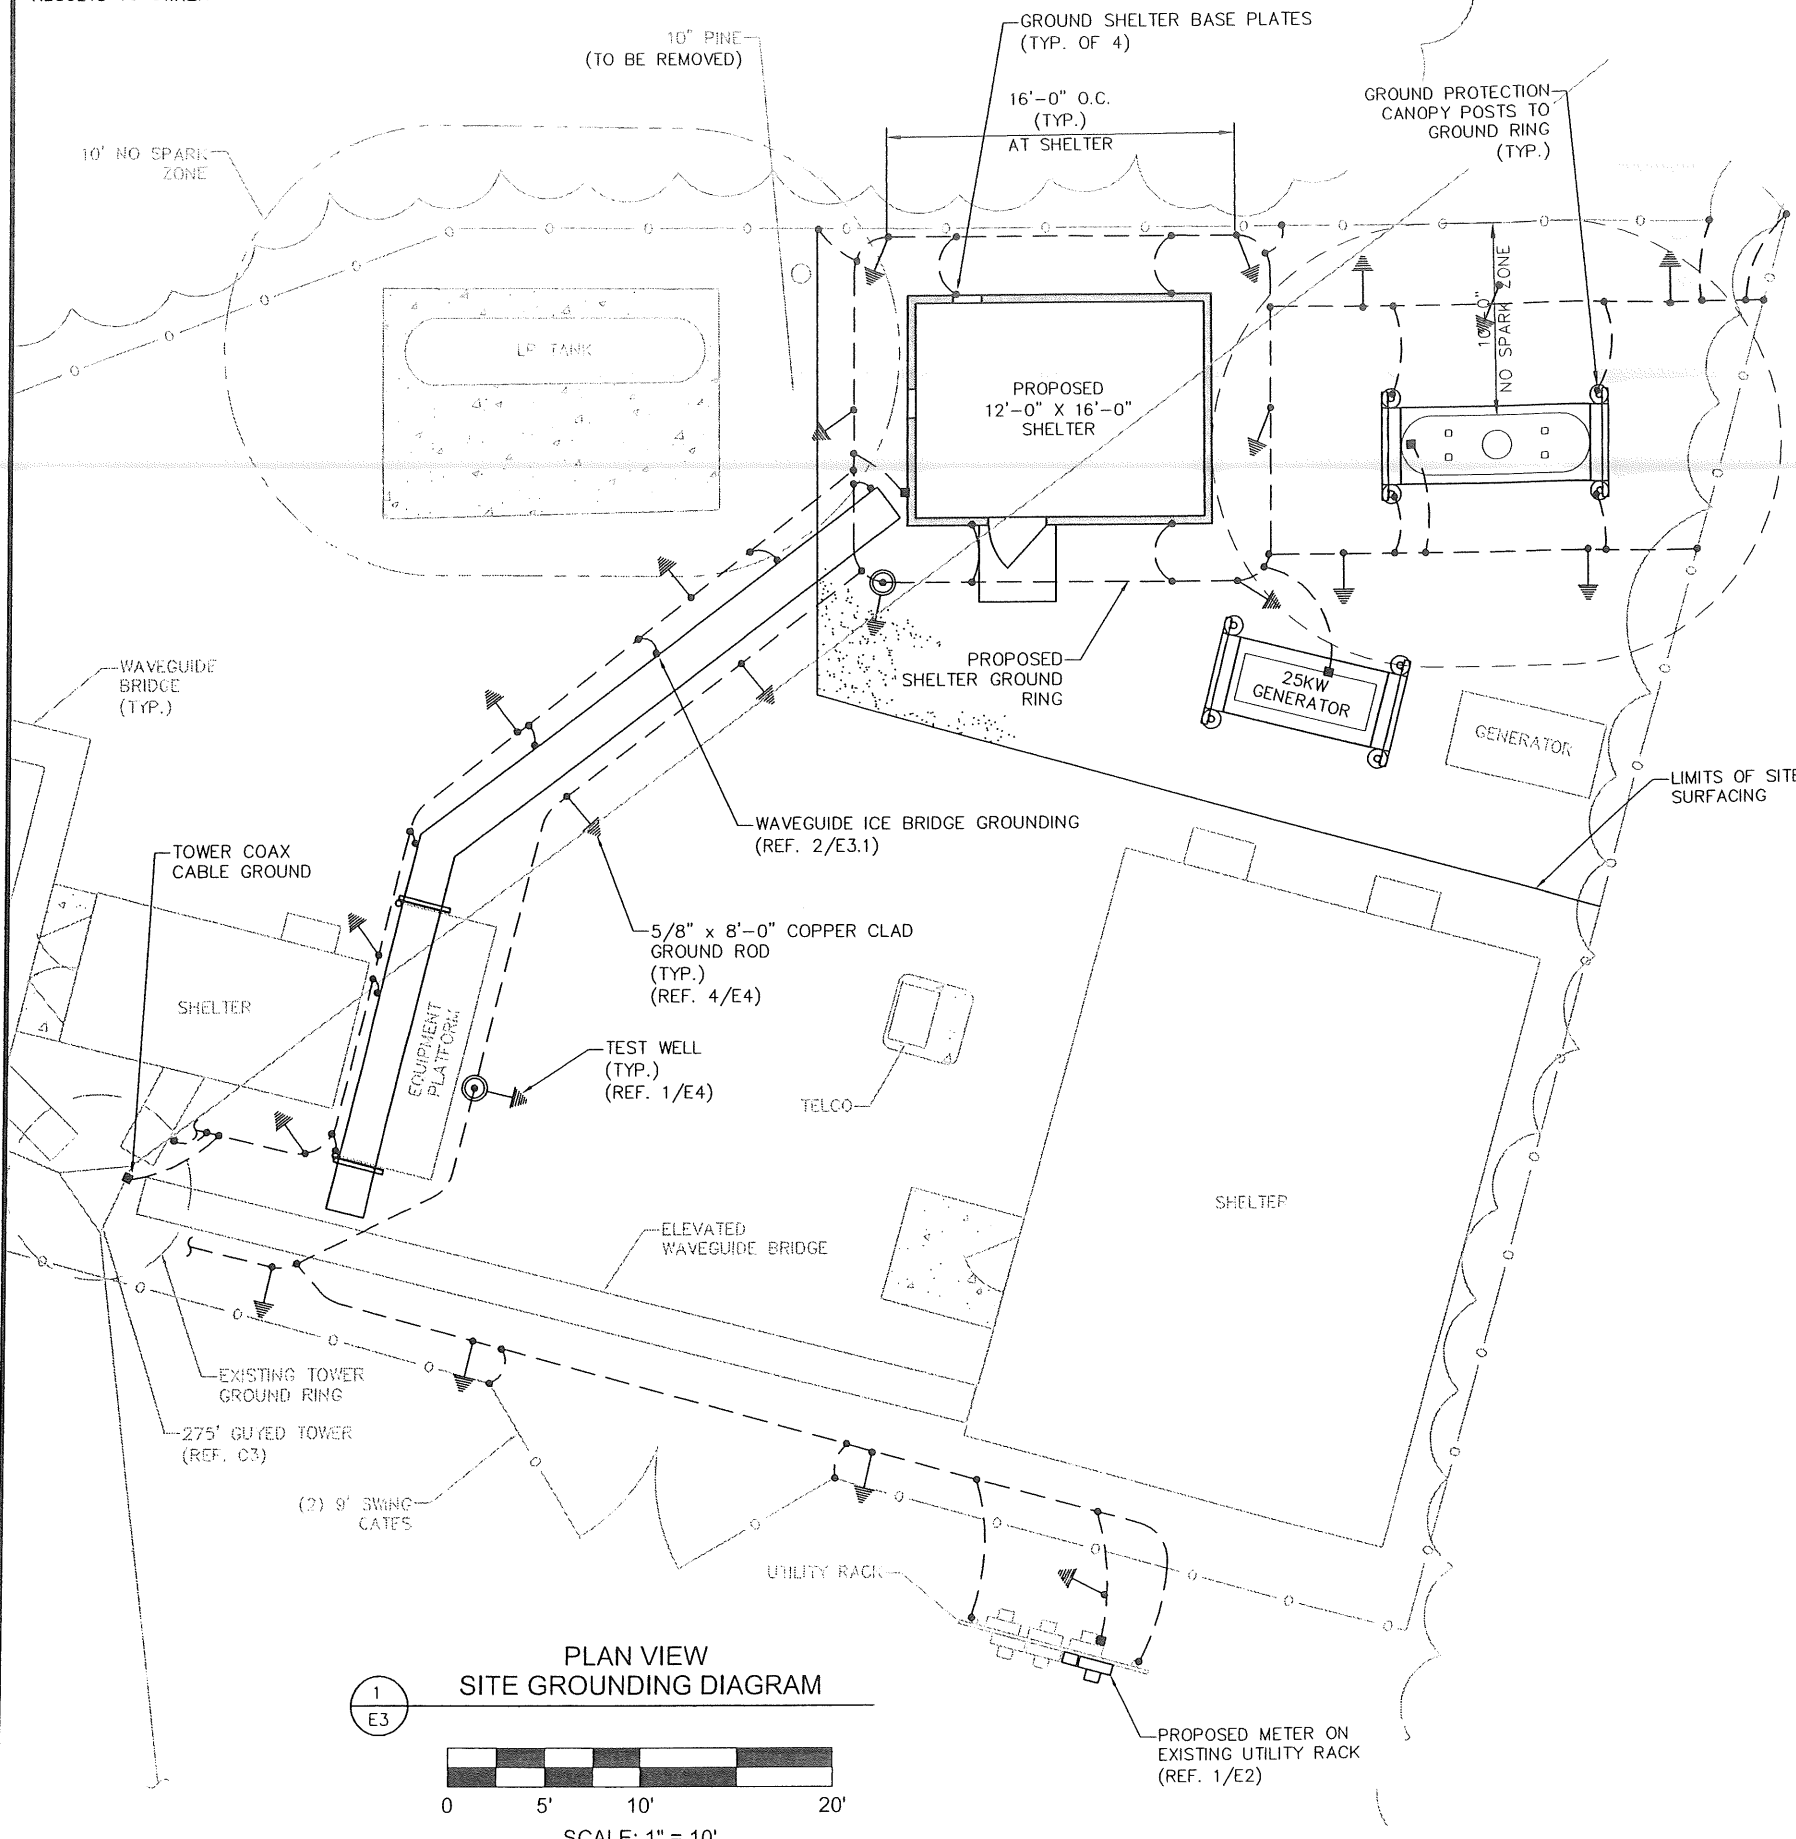 GROUND SHELTER BASE PLATES
(TYP. OF 4)
10" PINE
(TO BE REMOVED)
16'-0" O.C.
(TYP.)
AT SHELTER
GROUND PROTECTION
CANOPY POSTS TO
GROUND RING
(TYP.)
10' NO SPARK
ZONE
10'-0"
NO SPARK ZONE
LP TANK
PROPOSED
12'-0" X 16'-0"
SHELTER
WAVEGUIDE
BRIDGE
(TYP.)
PROPOSED
SHELTER GROUND
RING
25KW
GENERATOR
GENERATOR
LIMITS OF SITE
SURFACING
WAVEGUIDE ICE BRIDGE GROUNDING
(REF. 2/E3.1)
TOWER COAX
CABLE GROUND
5/8" x 8'-0" COPPER CLAD
GROUND ROD
(TYP.)
(REF. 4/E4)
SHELTER
EQUIPMENT
PLATFORM
TEST WELL
(TYP.)
(REF. 1/E4)
TELCO
SHELTER
ELEVATED
WAVEGUIDE BRIDGE
EXISTING TOWER
GROUND RING
275' GUYED TOWER
(REF. C3)
(2) 9' SWING
GATES
UTILITY RACK
PROPOSED METER ON
EXISTING UTILITY RACK
(REF. 1/E2)
1
E3
PLAN VIEW
SITE GROUNDING DIAGRAM
0 5' 10' 20'
SCALE: 1" = 10'